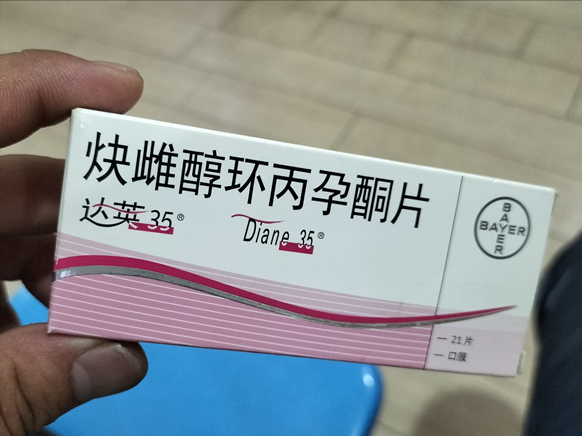 炔雌醇环丙孕酮片
达英 35®
Diane 35®
BAYER
BAYER
— 21片
— 口服